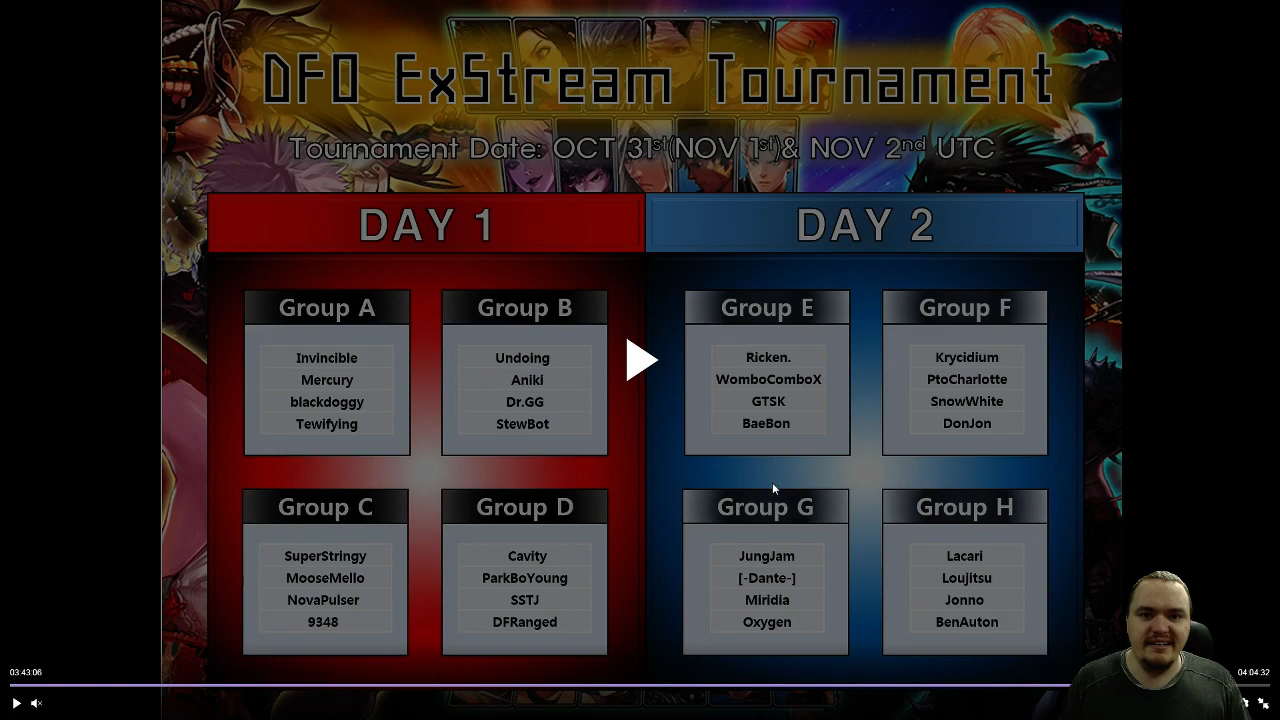 DFO ExStream Tournament
Tournament Date: OCT 31st(NOV 1st)& NOV 2nd UTC
DAY 1
DAY 2
Group A
Invincible
Mercury
blackdoggy
Tewifying
Group B
Undoing
Aniki
Dr.GG
StewBot
Group E
Ricken.
WomboComboX
GTSK
BaeBon
Group F
Krycidium
PtoCharlotte
SnowWhite
DonJon
Group C
SuperStringy
MooseMello
NovaPulser
9348
Group D
Cavity
ParkBoYoung
SSTJ
DFRanged
Group G
JungJam
[-Dante-]
Miridia
Oxygen
Group H
Lacari
Loujitsu
Jonno
BenAuton
03:43:06
04:04:32